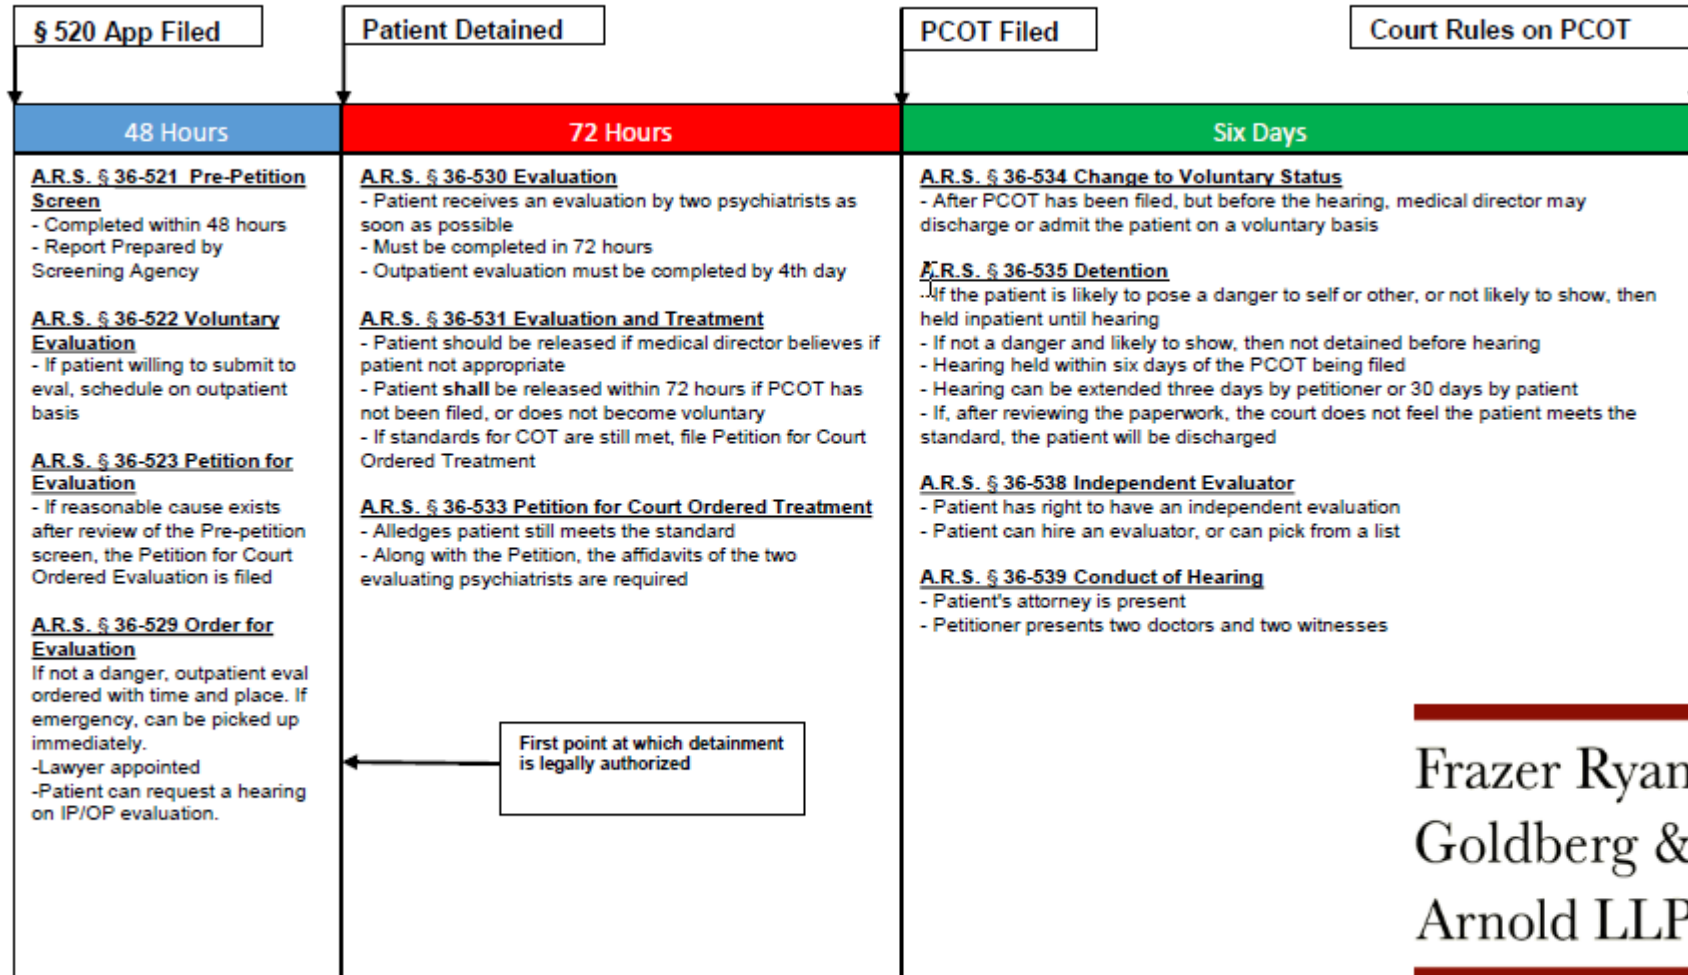 § 520 App Filed
Patient Detained
PCOT Filed
Court Rules on PCOT
48 Hours
72 Hours
Six Days
A.R.S. § 36-521 Pre-Petition
Screen
- Completed within 48 hours
- Report Prepared by
Screening Agency
A.R.S. § 36-522 Voluntary
Evaluation
- If patient willing to submit to
eval, schedule on outpatient
basis
A.R.S. § 36-523 Petition for
Evaluation
- If reasonable cause exists
after review of the Pre-petition
screen, the Petition for Court
Ordered Evaluation is filed
A.R.S. § 36-529 Order for
Evaluation
If not a danger, outpatient eval
ordered with time and place. If
emergency, can be picked up
immediately.
-Lawyer appointed
-Patient can request a hearing
on IP/OP evaluation.
A.R.S. § 36-530 Evaluation
- Patient receives an evaluation by two psychiatrists as
soon as possible
- Must be completed in 72 hours
- Outpatient evaluation must be completed by 4th day
A.R.S. § 36-531 Evaluation and Treatment
- Patient should be released if medical director believes if
patient not appropriate
- Patient shall be released within 72 hours if PCOT has
not been filed, or does not become voluntary
- If standards for COT are still met, file Petition for Court
Ordered Treatment
A.R.S. § 36-533 Petition for Court Ordered Treatment
- Alledges patient still meets the standard
- Along with the Petition, the affidavits of the two
evaluating psychiatrists are required
First point at which detainment
is legally authorized
A.R.S. § 36-534 Change to Voluntary Status
- After PCOT has been filed, but before the hearing, medical director may
discharge or admit the patient on a voluntary basis
A.R.S. § 36-535 Detention
- If the patient is likely to pose a danger to self or other, or not likely to show, then
held inpatient until hearing
- If not a danger and likely to show, then not detained before hearing
- Hearing held within six days of the PCOT being filed
- Hearing can be extended three days by petitioner or 30 days by patient
- If, after reviewing the paperwork, the court does not feel the patient meets the
standard, the patient will be discharged
A.R.S. § 36-538 Independent Evaluator
- Patient has right to have an independent evaluation
- Patient can hire an evaluator, or can pick from a list
A.R.S. § 36-539 Conduct of Hearing
- Patient's attorney is present
- Petitioner presents two doctors and two witnesses
Frazer Ryan
Goldberg &
Arnold LLP